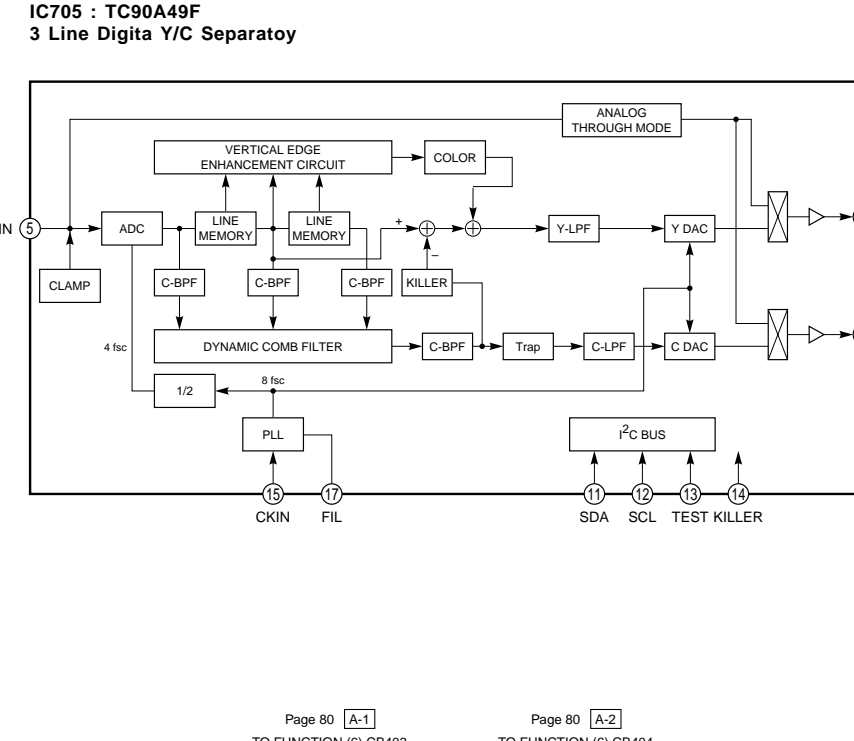 IC705 : TC90A49F
3 Line Digita Y/C Separatoy
ANALOG
THROUGH MODE
VERTICAL EDGE
ENHANCEMENT CIRCUIT
COLOR
IN 5
ADC
LINE
MEMORY
LINE
MEMORY
+
Y-LPF
Y DAC
–
CLAMP
C-BPF
C-BPF
C-BPF
KILLER
4 fsc
DYNAMIC COMB FILTER
C-BPF
Trap
C-LPF
C DAC
1/2
8 fsc
PLL
I2C BUS
15
17
11
12
13
14
CKIN
FIL
SDA
SCL
TEST
KILLER
Page 80 A-1
Page 80 A-2